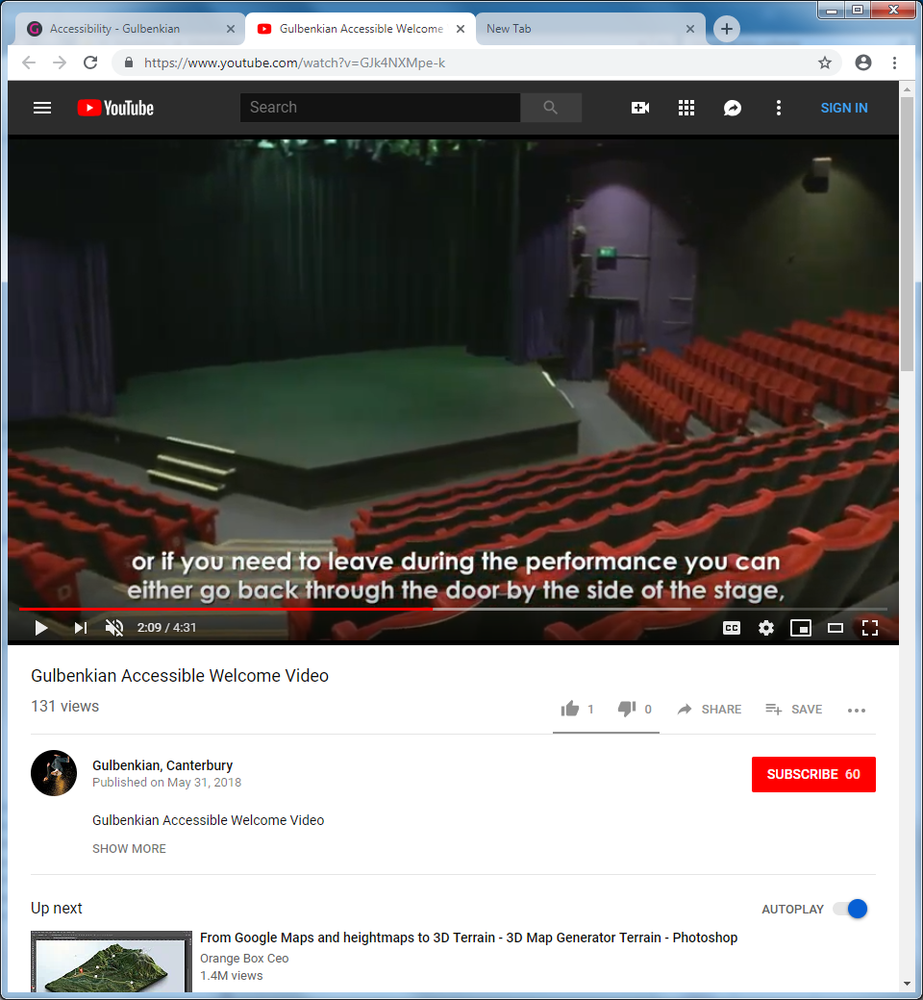 Accessibility - Gulbenkian
Gulbenkian Accessible Welcome
New Tab
https://www.youtube.com/watch?v=GJk4NXMpe-k
YouTube
Search
SIGN IN
or if you need to leave during the performance you can
either go back through the door by the side of the stage,
2:09 / 4:31
CC
Gulbenkian Accessible Welcome Video
131 views
1
0
SHARE
SAVE
Gulbenkian, Canterbury
Published on May 31, 2018
SUBSCRIBE 60
Gulbenkian Accessible Welcome Video
SHOW MORE
Up next
AUTOPLAY
From Google Maps and heightmaps to 3D Terrain - 3D Map Generator Terrain - Photoshop
Orange Box Ceo
1.4M views